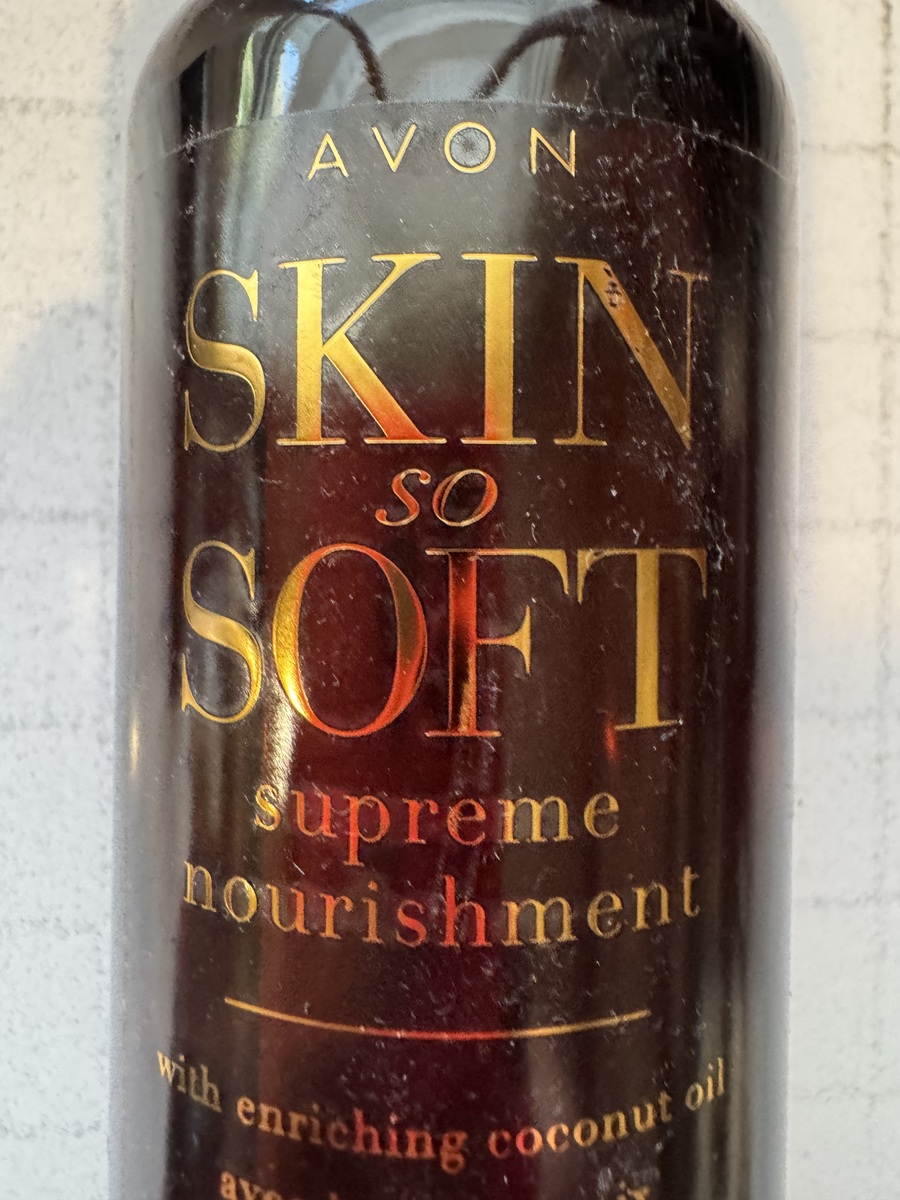 AVON
SKIN
so
SOFT
supreme
nourishment
with enriching coconut oil